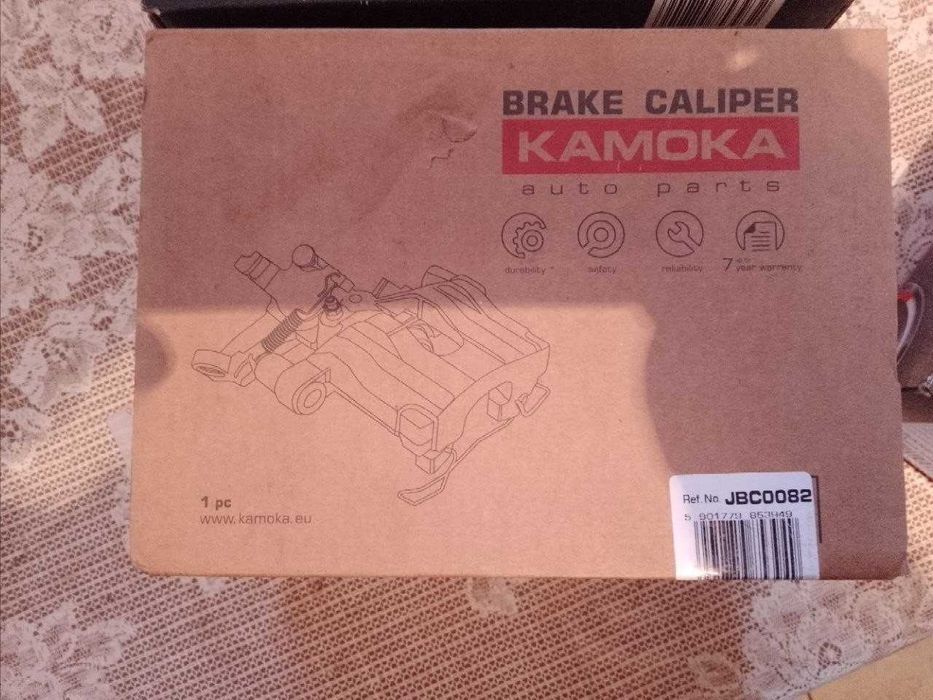 BRAKE CALIPER
KAMOKA
auto parts
durability
safety
reliability
7 year warranty
1 pc
www.kamoka.eu
Ref. No. JBC0082
5 901779 853849